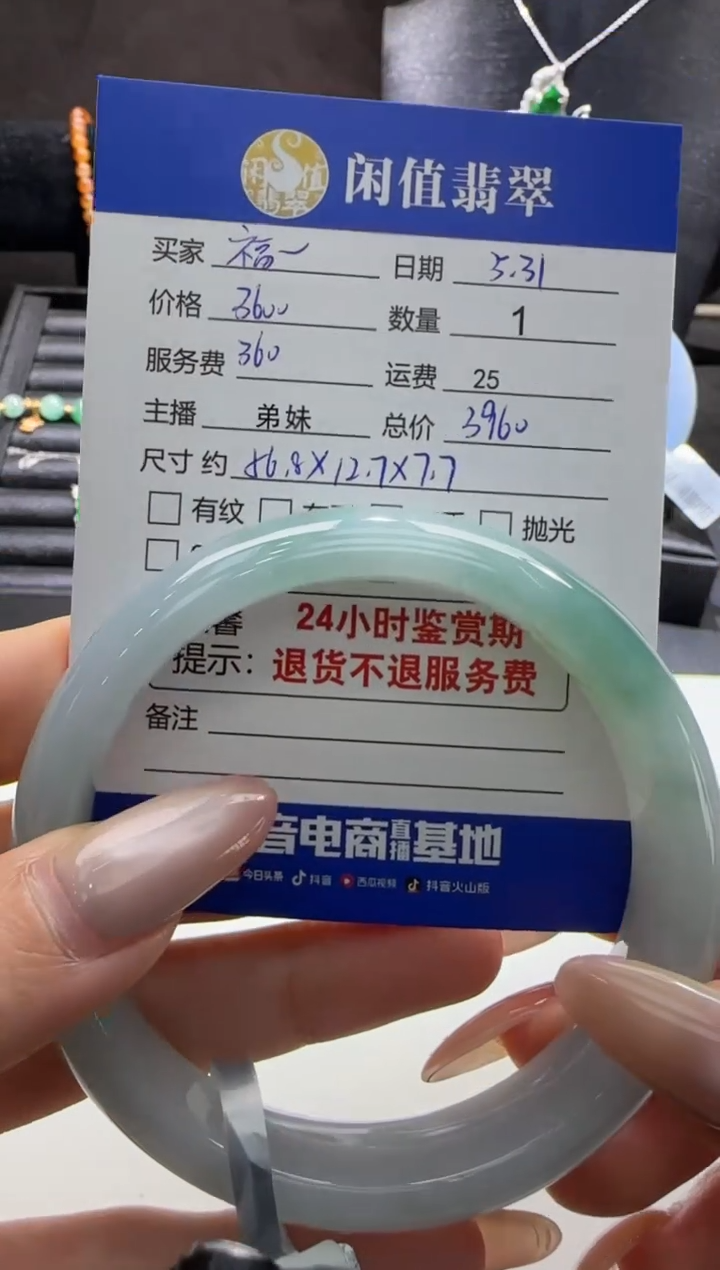 闲值翡翠
闲值翡翠
买家 福一 日期 5.31
价格 3600 数量 1
服务费 360 运费 25
主播 弟妹 总价 3960
尺寸 约 56.8X12.7X7.7
有纹 抛光
24小时鉴赏期
提示：退货不退服务费
备注
音电商直播基地
今日头条 抖音 西瓜视频 抖音火山版